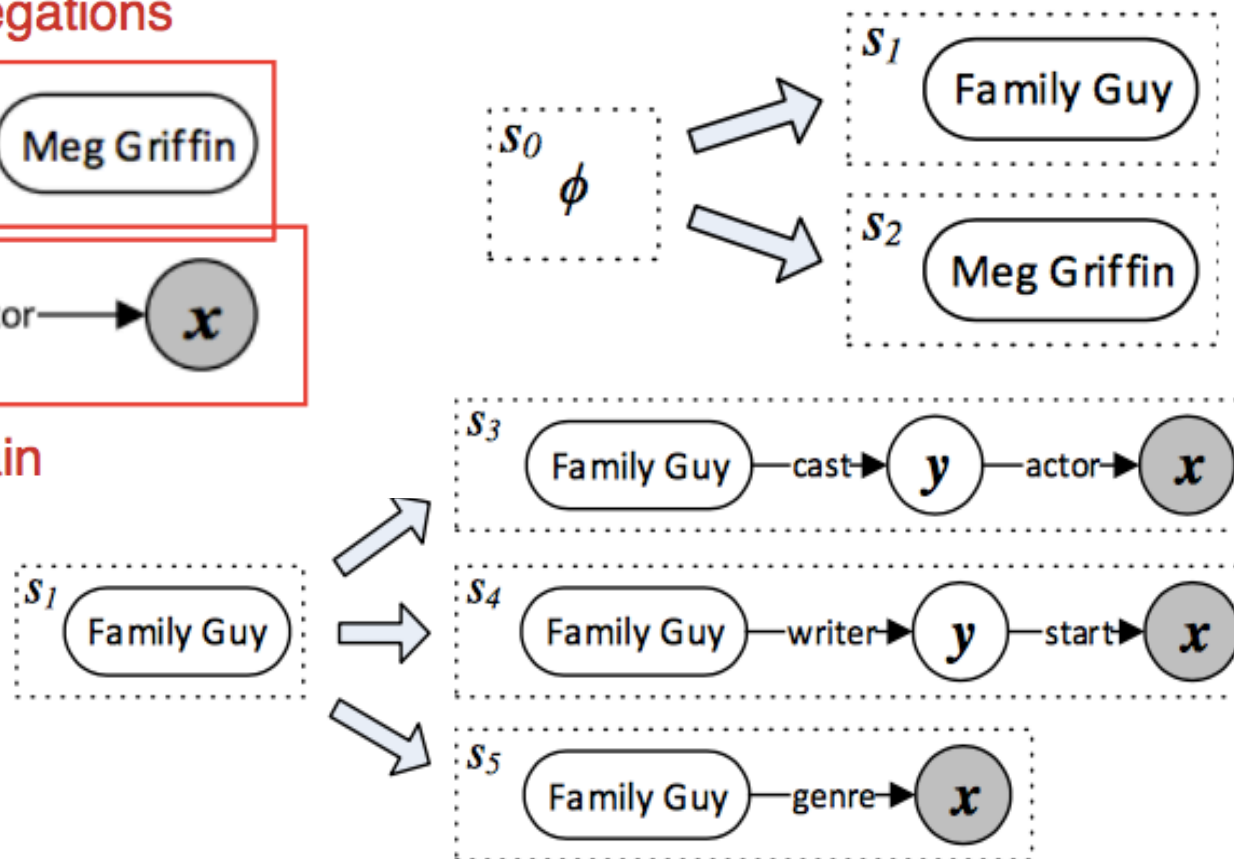 egations
Meg Griffin
or
x
ain
s0
ϕ
s1
Family Guy
s2
Meg Griffin
s1
Family Guy
s3
Family Guy cast y actor x
s4
Family Guy writer y start x
s5
Family Guy genre x